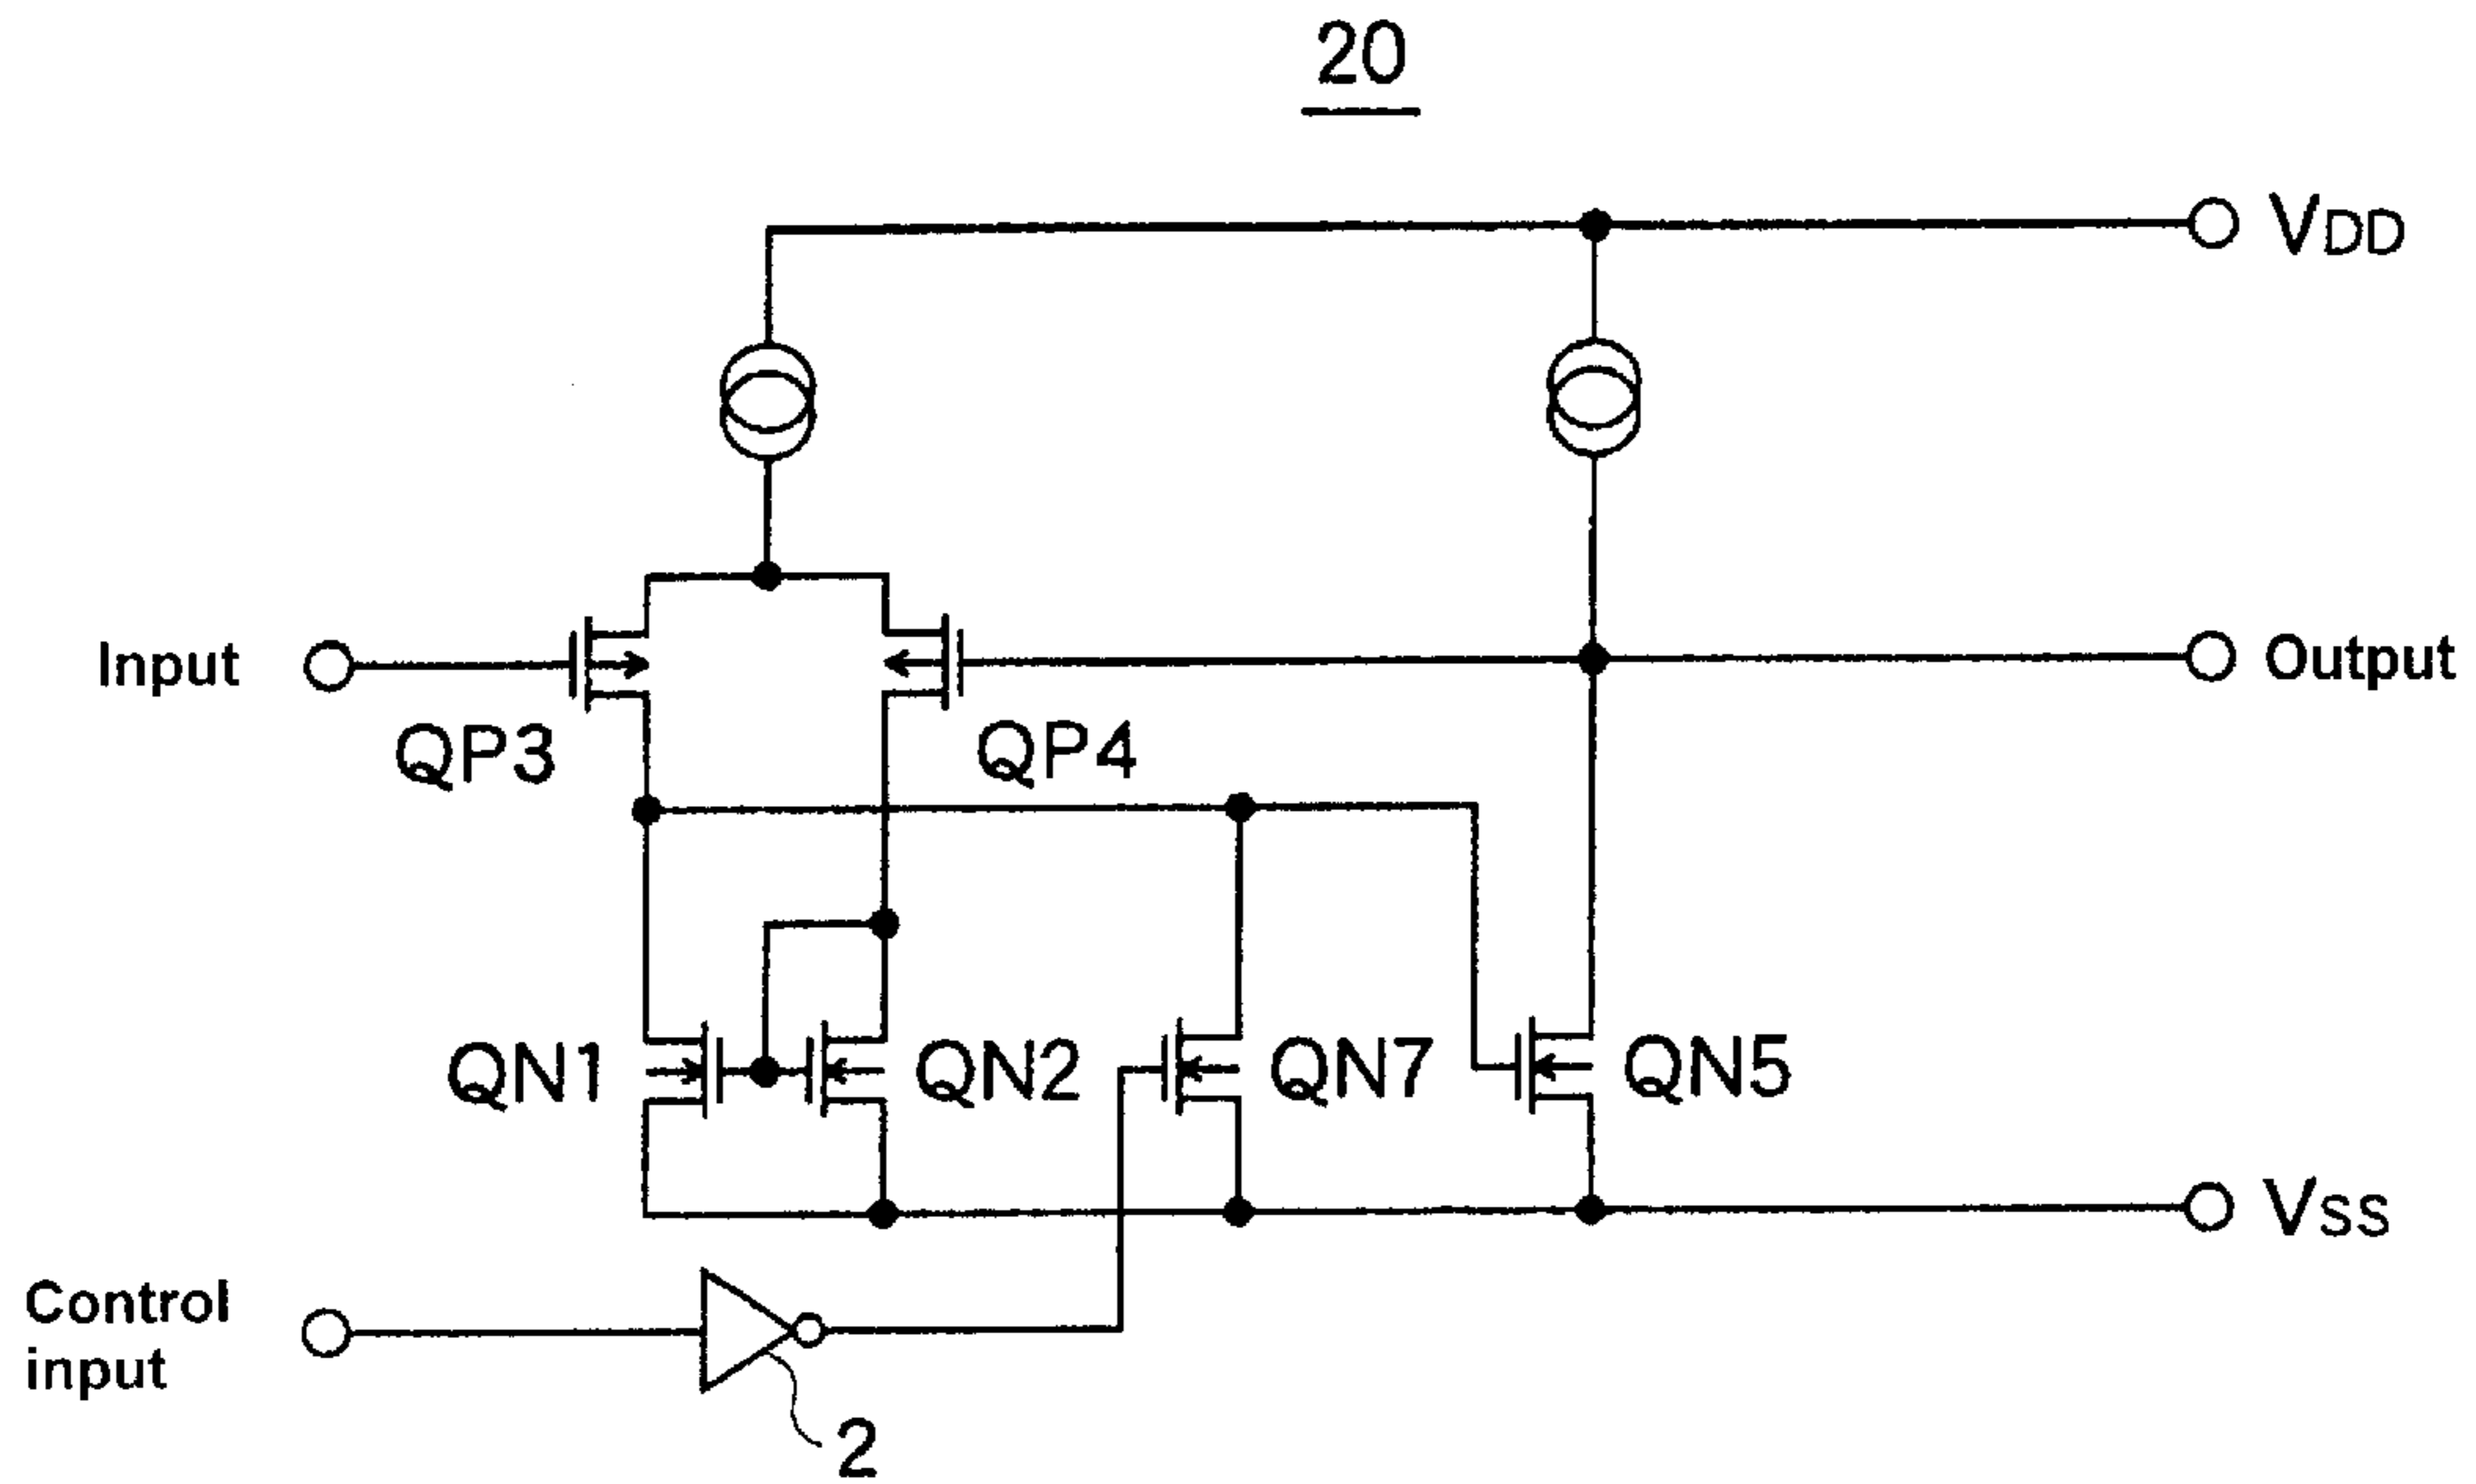 20
VDD
Input
Output
QP3
QP4
QN1
QN2
QN7
QN5
VSS
Control
input
2